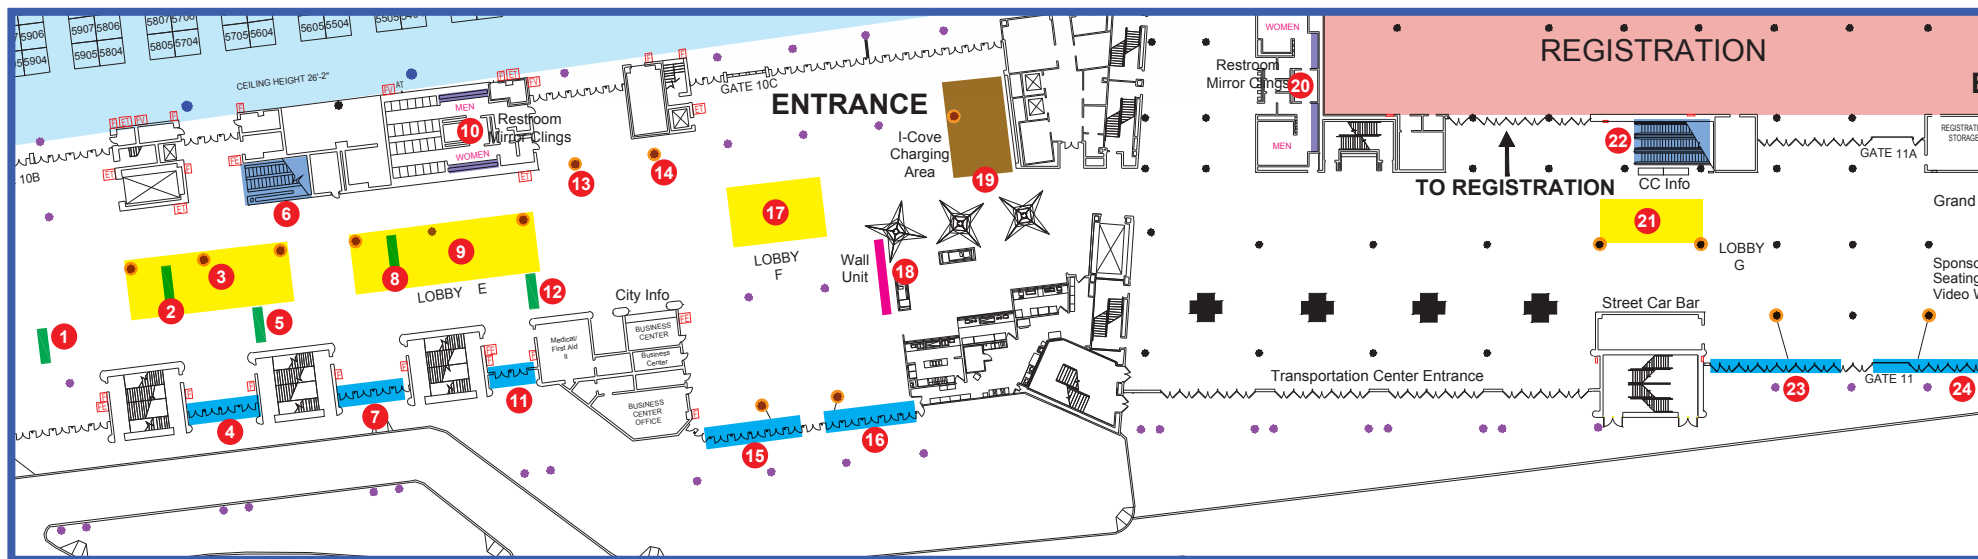 5906
5904
5907 5806
5905 5804
5805 5704
5705 5604
5605 5504
CEILING HEIGHT 26'-2"
AT
MEN
WOMEN
Restroom
Mirror Clings
10
GATE 10C
ENTRANCE
I-Cove
Charging
Area
19
WOMEN
MEN
Restroom
Mirror Clings
20
REGISTRATION
TO REGISTRATION
22
CC Info
GATE 11A
STORAGE
Grand
10B
6
13
14
17
LOBBY
F
Wall
Unit
18
21
LOBBY
G
Seating
Video W
3
2
5
1
9
8
LOBBY E
12
City Info
BUSINESS
CENTER
Business
Center
BUSINESS
CENTER
OFFICE
Medical/
First Aid
II
Street Car Bar
Transportation Center Entrance
4
7
11
15
16
23
GATE 11
24